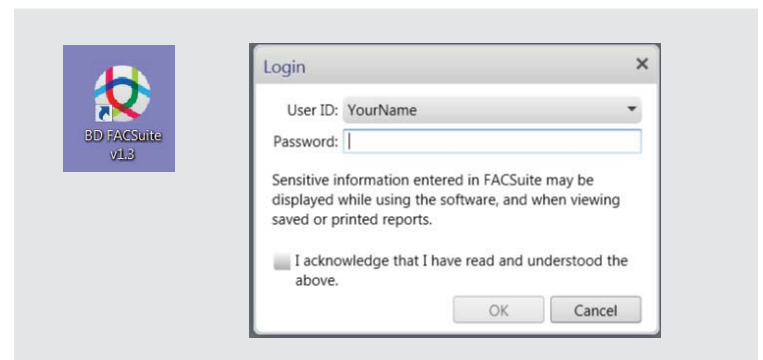 BD FACSuite
v1.3
Login
User ID: YourName
Password:
Sensitive information entered in FACSuite may be
displayed while using the software, and when viewing
saved or printed reports.
I acknowledge that I have read and understood the
above.
OK Cancel